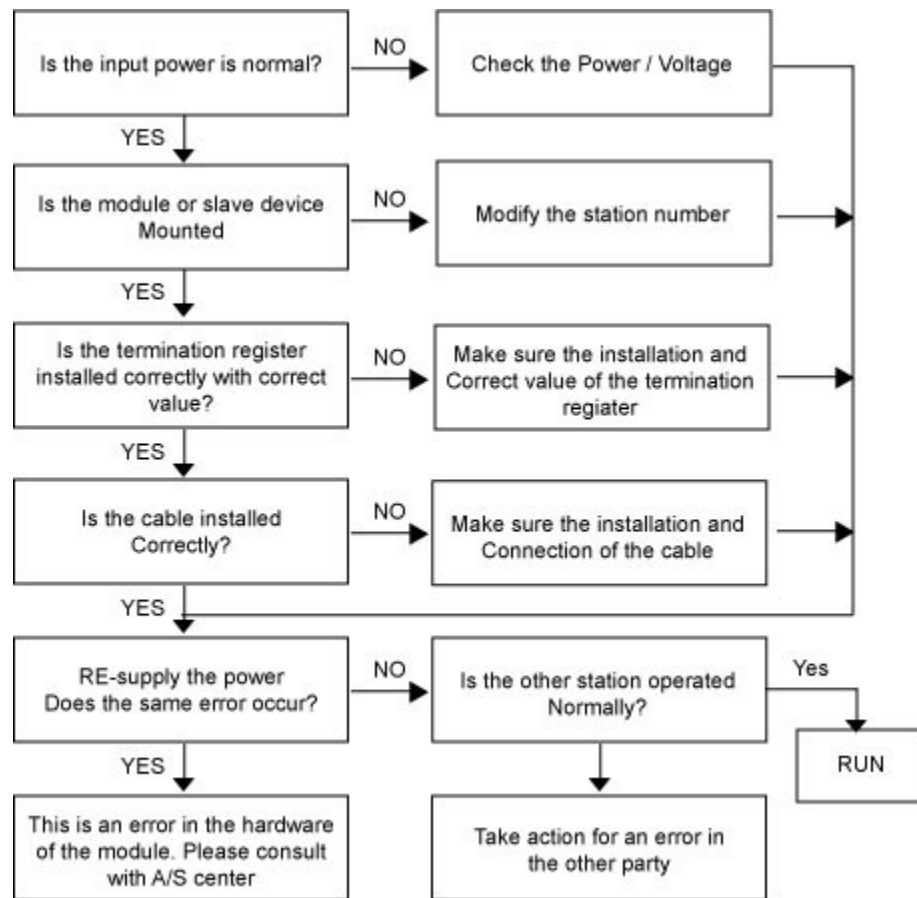 Is the input power is normal?
NO
Check the Power / Voltage
YES
Is the module or slave device
Mounted
NO
Modify the station number
YES
Is the termination register
installed correctly with correct
value?
NO
Make sure the installation and
Correct value of the termination
regiater
YES
Is the cable installed
Correctly?
NO
Make sure the installation and
Connection of the cable
YES
RE-supply the power
Does the same error occur?
NO
Is the other station operated
Normally?
Yes
RUN
YES
This is an error in the hardware
of the module. Please consult
with A/S center
Take action for an error in
the other party